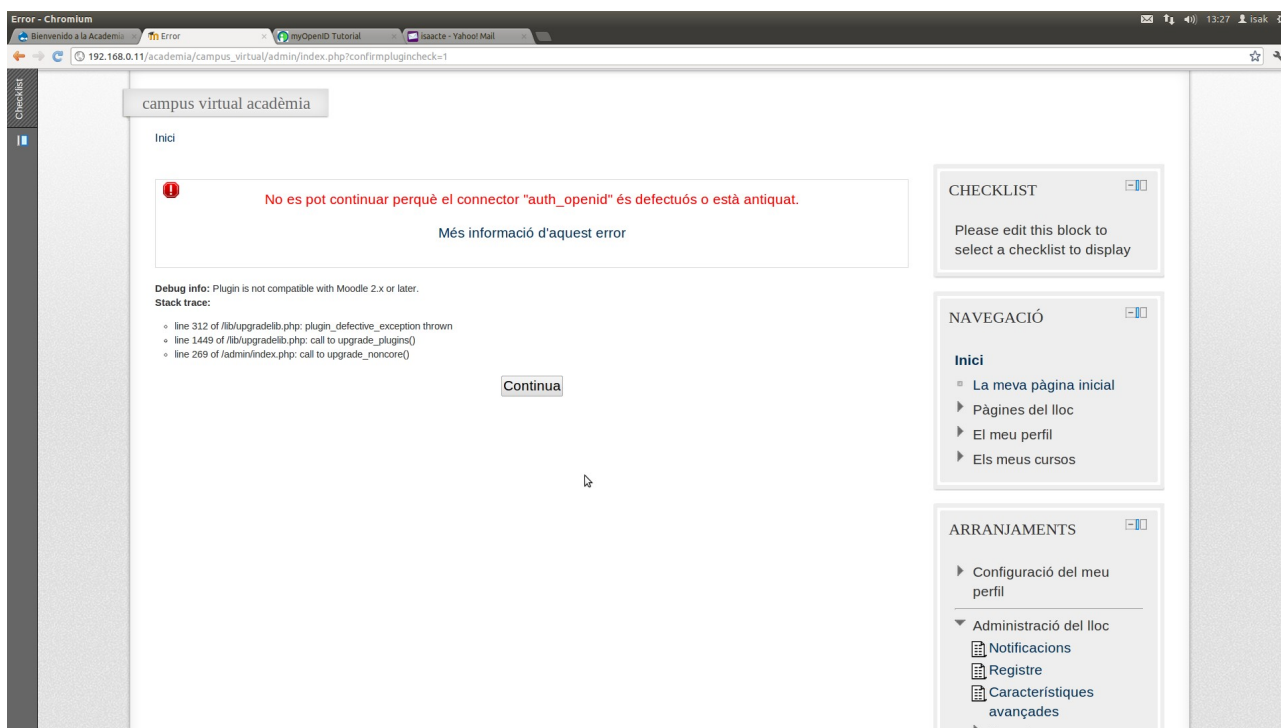 Error - Chromium
13:27 isak
Bienvenido a la Academia
Error
myOpenID Tutorial
isaacte - Yahoo! Mail
192.168.0.11/academia/campus_virtual/admin/index.php?confirmplugincheck=1
Checklist
campus virtual acadèmia
Inici
No es pot continuar perquè el connector "auth_openid" és defectuós o està antiquat.
Més informació d'aquest error
Debug info: Plugin is not compatible with Moodle 2.x or later.
Stack trace:
line 312 of /lib/upgradelib.php: plugin_defective_exception thrown
line 1449 of /lib/upgradelib.php: call to upgrade_plugins()
line 269 of /admin/index.php: call to upgrade_noncore()
Continua
CHECKLIST
Please edit this block to
select a checklist to display
NAVEGACIÓ
Inici
La meva pàgina inicial
Pàgines del lloc
El meu perfil
Els meus cursos
ARRANJAMENTS
Configuració del meu
perfil
Administració del lloc
Notificacions
Registre
Característiques
avançades